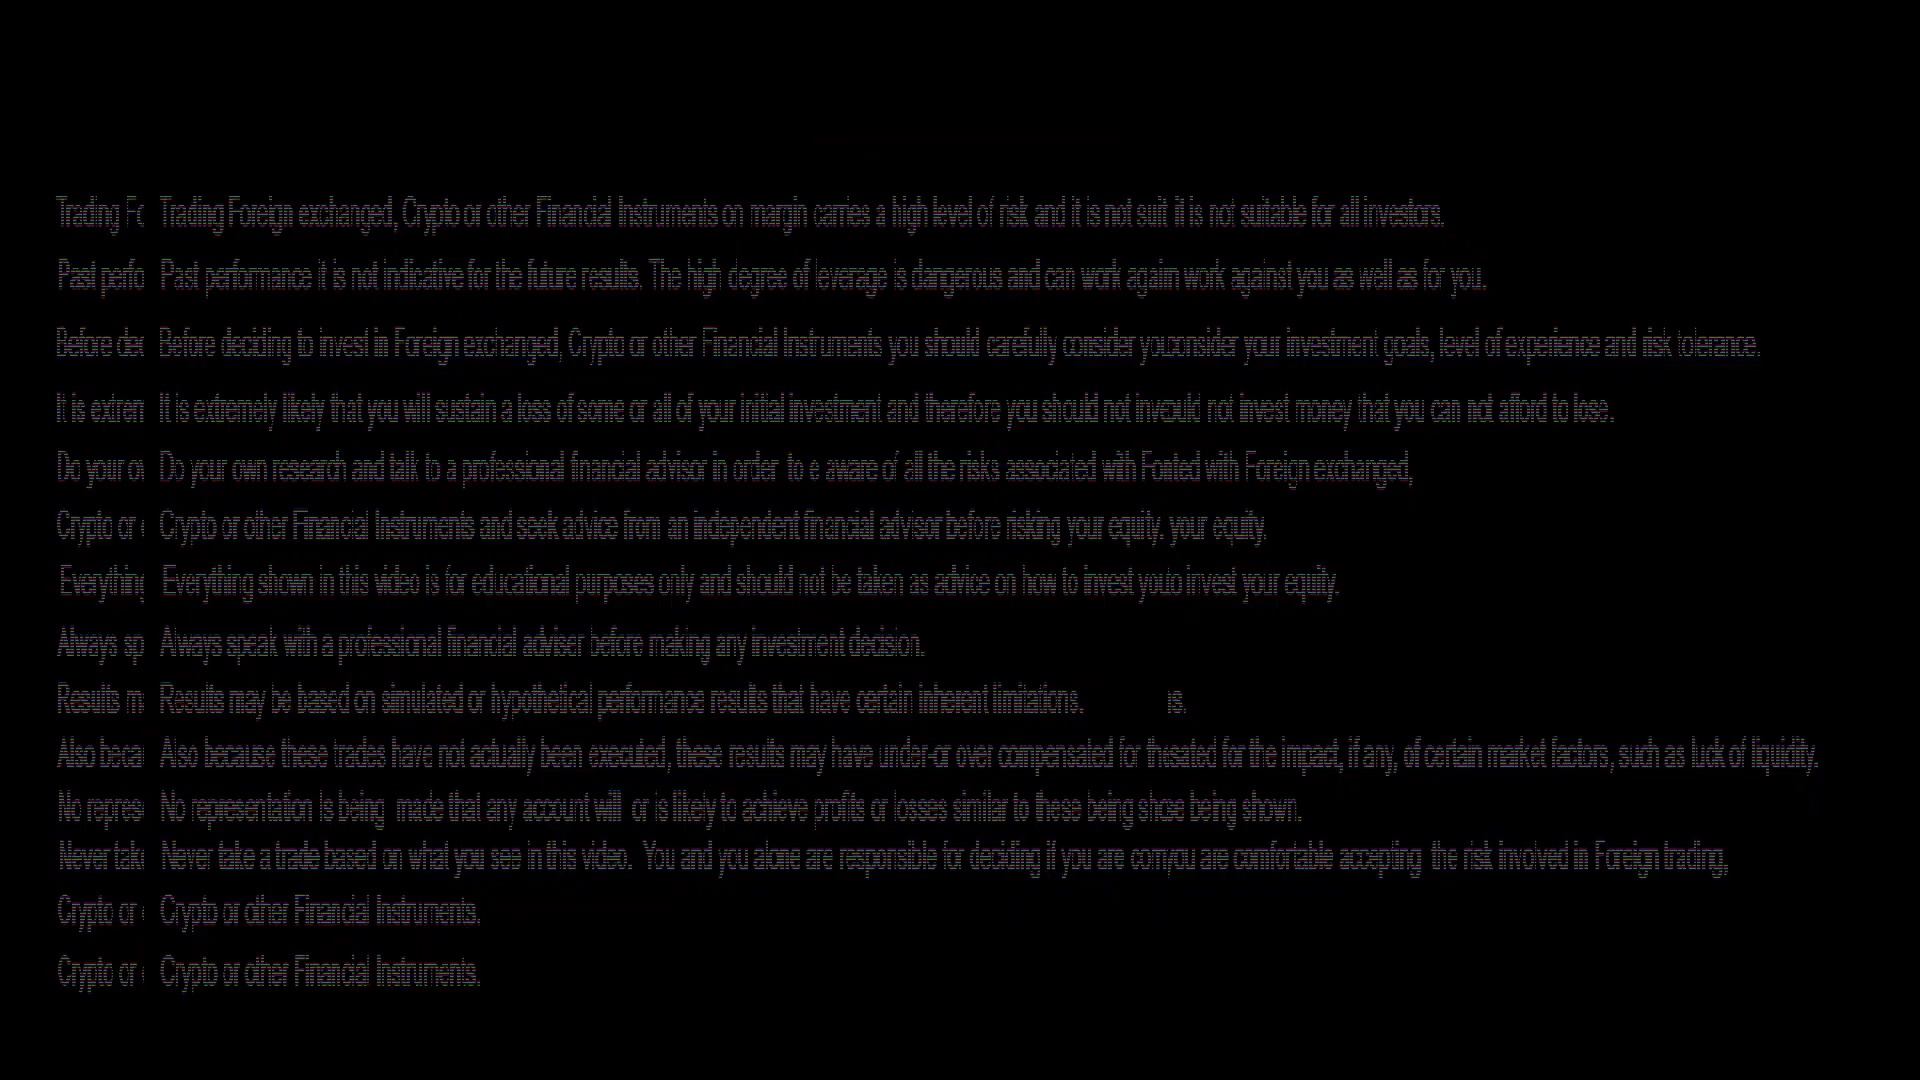 Trading Fo Trading Foreign exchanged, Crypto or other Financial Instruments on margin carries a high level of risk and it is not suit it is not suitable for all investors.
Past perfo Past performance it is not indicative for the future results. The high degree of leverage is dangerous and can work again work against you as well as for you.
Before dec Before deciding to invest in Foreign exchanged, Crypto or other Financial Instruments you should carefully consider youconsider your investment goals, level of experience and risk tolerance.
It is extrem It is extremely likely that you will sustain a loss of some or all of your initial investment and therefore you should not inveould not invest money that you can not afford to lose.
Do your ow Do your own research and talk to a professional financial advisor in order to e aware of all the risks associated with Foated with Foreign exchanged,
Crypto or Crypto or other Financial Instruments and seek advice from an independent financial advisor before risking your equity. your equity.
Everything Everything shown in this video is for educational purposes only and should not be taken as advice on how to invest yoto invest your equity.
Always sp Always speak with a professional financial adviser before making any investment decision.
Results m Results may be based on simulated or hypothetical performance results that have certain inherent limitations. is.
Also becau Also because these trades have not actually been executed, these results may have under-or over compensated for thsated for the impact, if any, of certain market factors, such as luck of liquidity.
No represe No representation is being made that any account will or is likely to achieve profits or losses similar to these being shose being shown.
Never take Never take a trade based on what you see in this video. You and you alone are responsible for deciding if you are comyou are comfortable accepting the risk involved in Foreign trading,
Crypto or Crypto or other Financial Instruments.
Crypto or Crypto or other Financial Instruments.